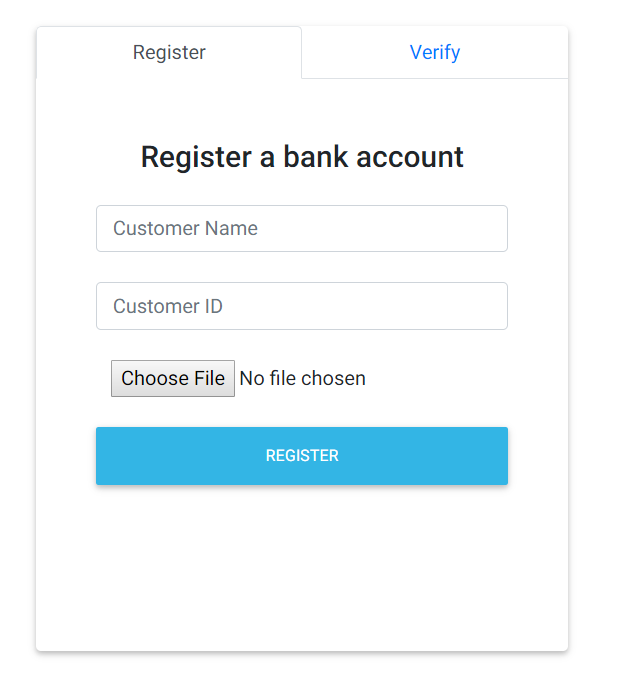 Register Verify
Register a bank account
Customer Name
Customer ID
Choose File No file chosen
REGISTER